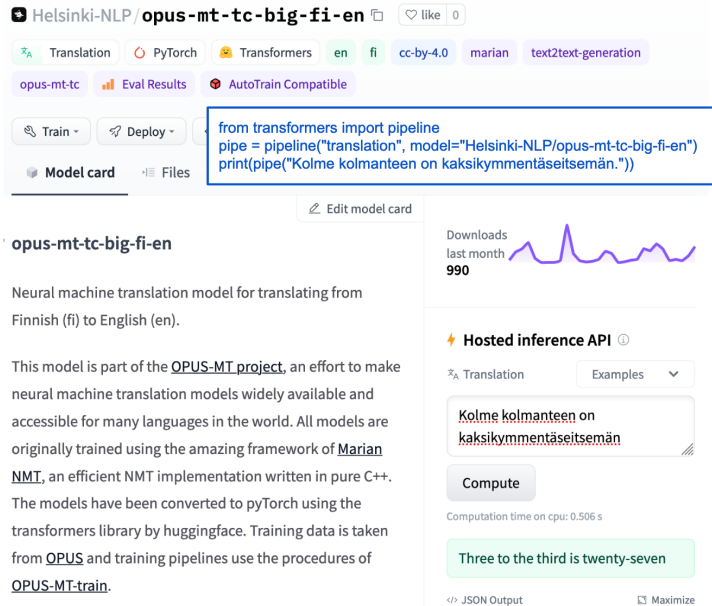 Helsinki-NLP/opus-mt-tc-big-fi-en
like 0
Translation PyTorch Transformers en fi cc-by-4.0 marian text2text-generation
opus-mt-tc Eval Results AutoTrain Compatible
Train Deploy
from transformers import pipeline
pipe = pipeline("translation", model="Helsinki-NLP/opus-mt-tc-big-fi-en")
print(pipe("Kolme kolmanteen on kaksikymmentäseitsemän."))
Model card Files
Edit model card
opus-mt-tc-big-fi-en
Neural machine translation model for translating from
Finnish (fi) to English (en).
This model is part of the OPUS-MT project, an effort to make
neural machine translation models widely available and
accessible for many languages in the world. All models are
originally trained using the amazing framework of Marian
NMT, an efficient NMT implementation written in pure C++.
The models have been converted to pyTorch using the
transformers library by huggingface. Training data is taken
from OPUS and training pipelines use the procedures of
OPUS-MT-train.
Downloads
last month
990
Hosted inference API
Translation
Examples
Kolme kolmanteen on
kaksikymmentäseitsemän
Compute
Computation time on cpu: 0.506 s
Three to the third is twenty-seven
</> JSON Output
Maximize